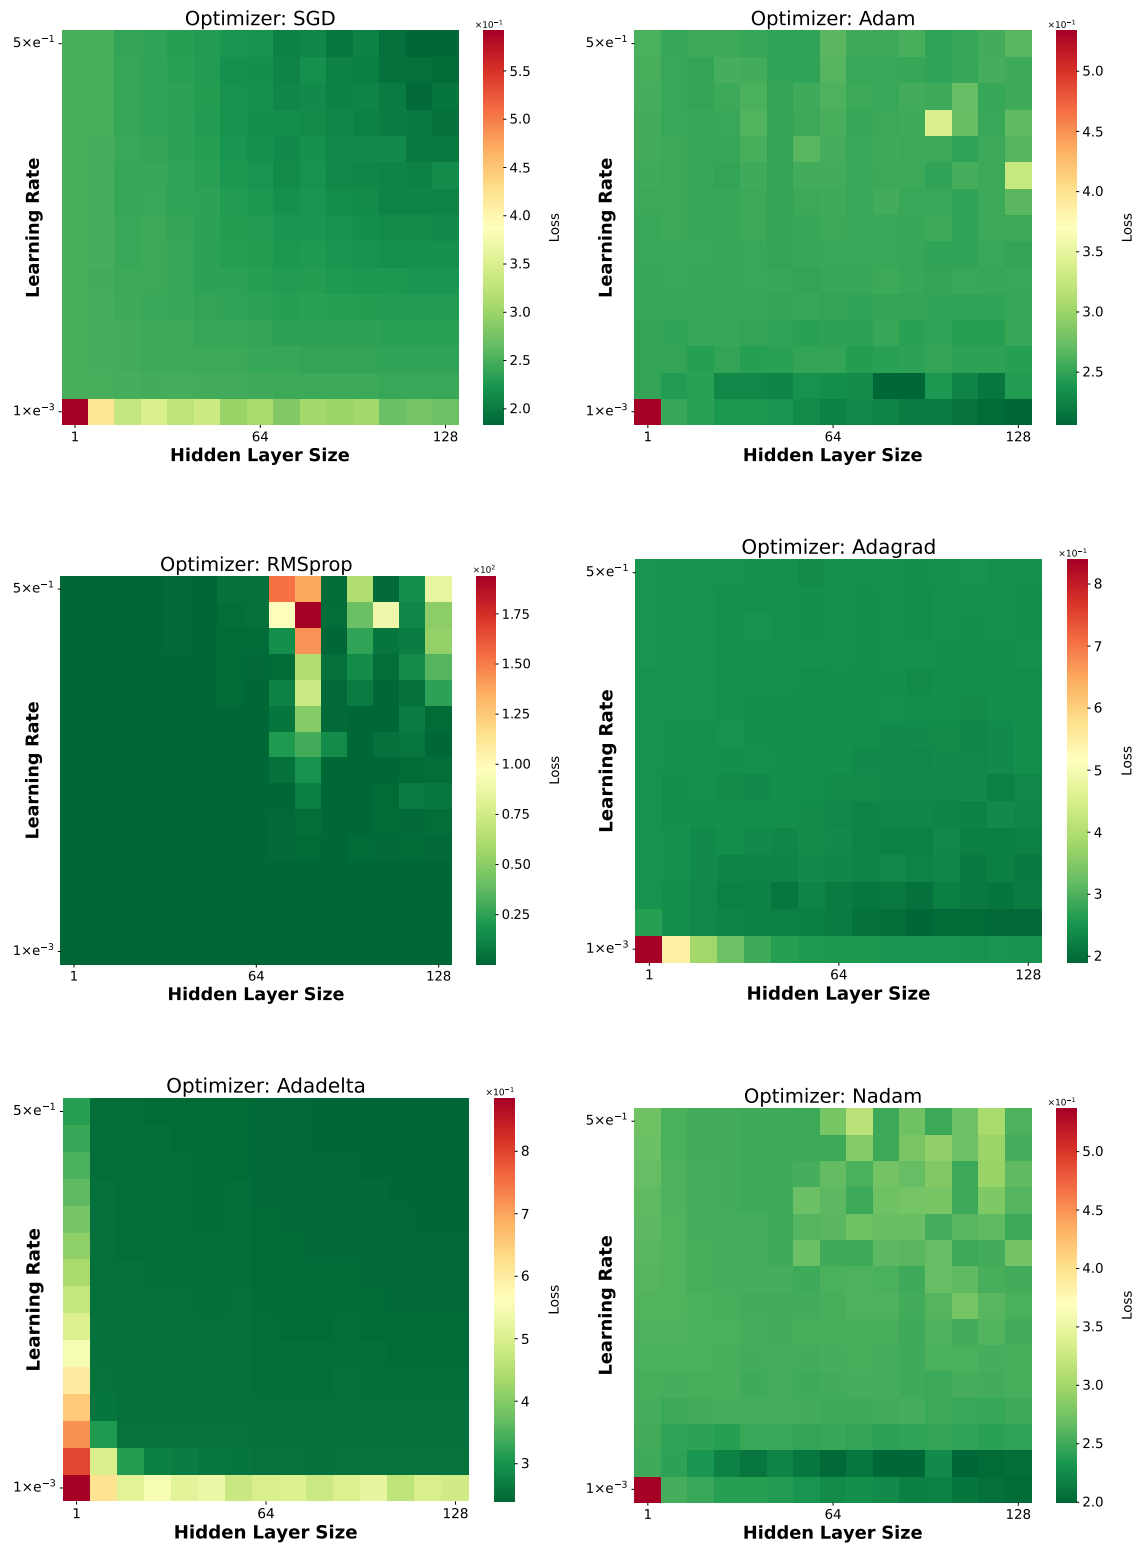 Optimizer: SGD
×10⁻¹
5×e⁻¹
1×e⁻³
Learning Rate
1 64 128
Hidden Layer Size
5.5
5.0
4.5
4.0
3.5
3.0
2.5
2.0
Loss
Optimizer: Adam
×10⁻¹
5×e⁻¹
1×e⁻³
Learning Rate
1 64 128
Hidden Layer Size
5.0
4.5
4.0
3.5
3.0
2.5
Loss
Optimizer: RMSprop
×10²
5×e⁻¹
1×e⁻³
Learning Rate
1 64 128
Hidden Layer Size
1.75
1.50
1.25
1.00
0.75
0.50
0.25
Loss
Optimizer: Adagrad
×10⁻¹
5×e⁻¹
1×e⁻³
Learning Rate
1 64 128
Hidden Layer Size
8
7
6
5
4
3
2
Loss
Optimizer: Adadelta
×10⁻¹
5×e⁻¹
1×e⁻³
Learning Rate
1 64 128
Hidden Layer Size
8
7
6
5
4
3
Loss
Optimizer: Nadam
×10⁻¹
5×e⁻¹
1×e⁻³
Learning Rate
1 64 128
Hidden Layer Size
5.0
4.5
4.0
3.5
3.0
2.5
2.0
Loss